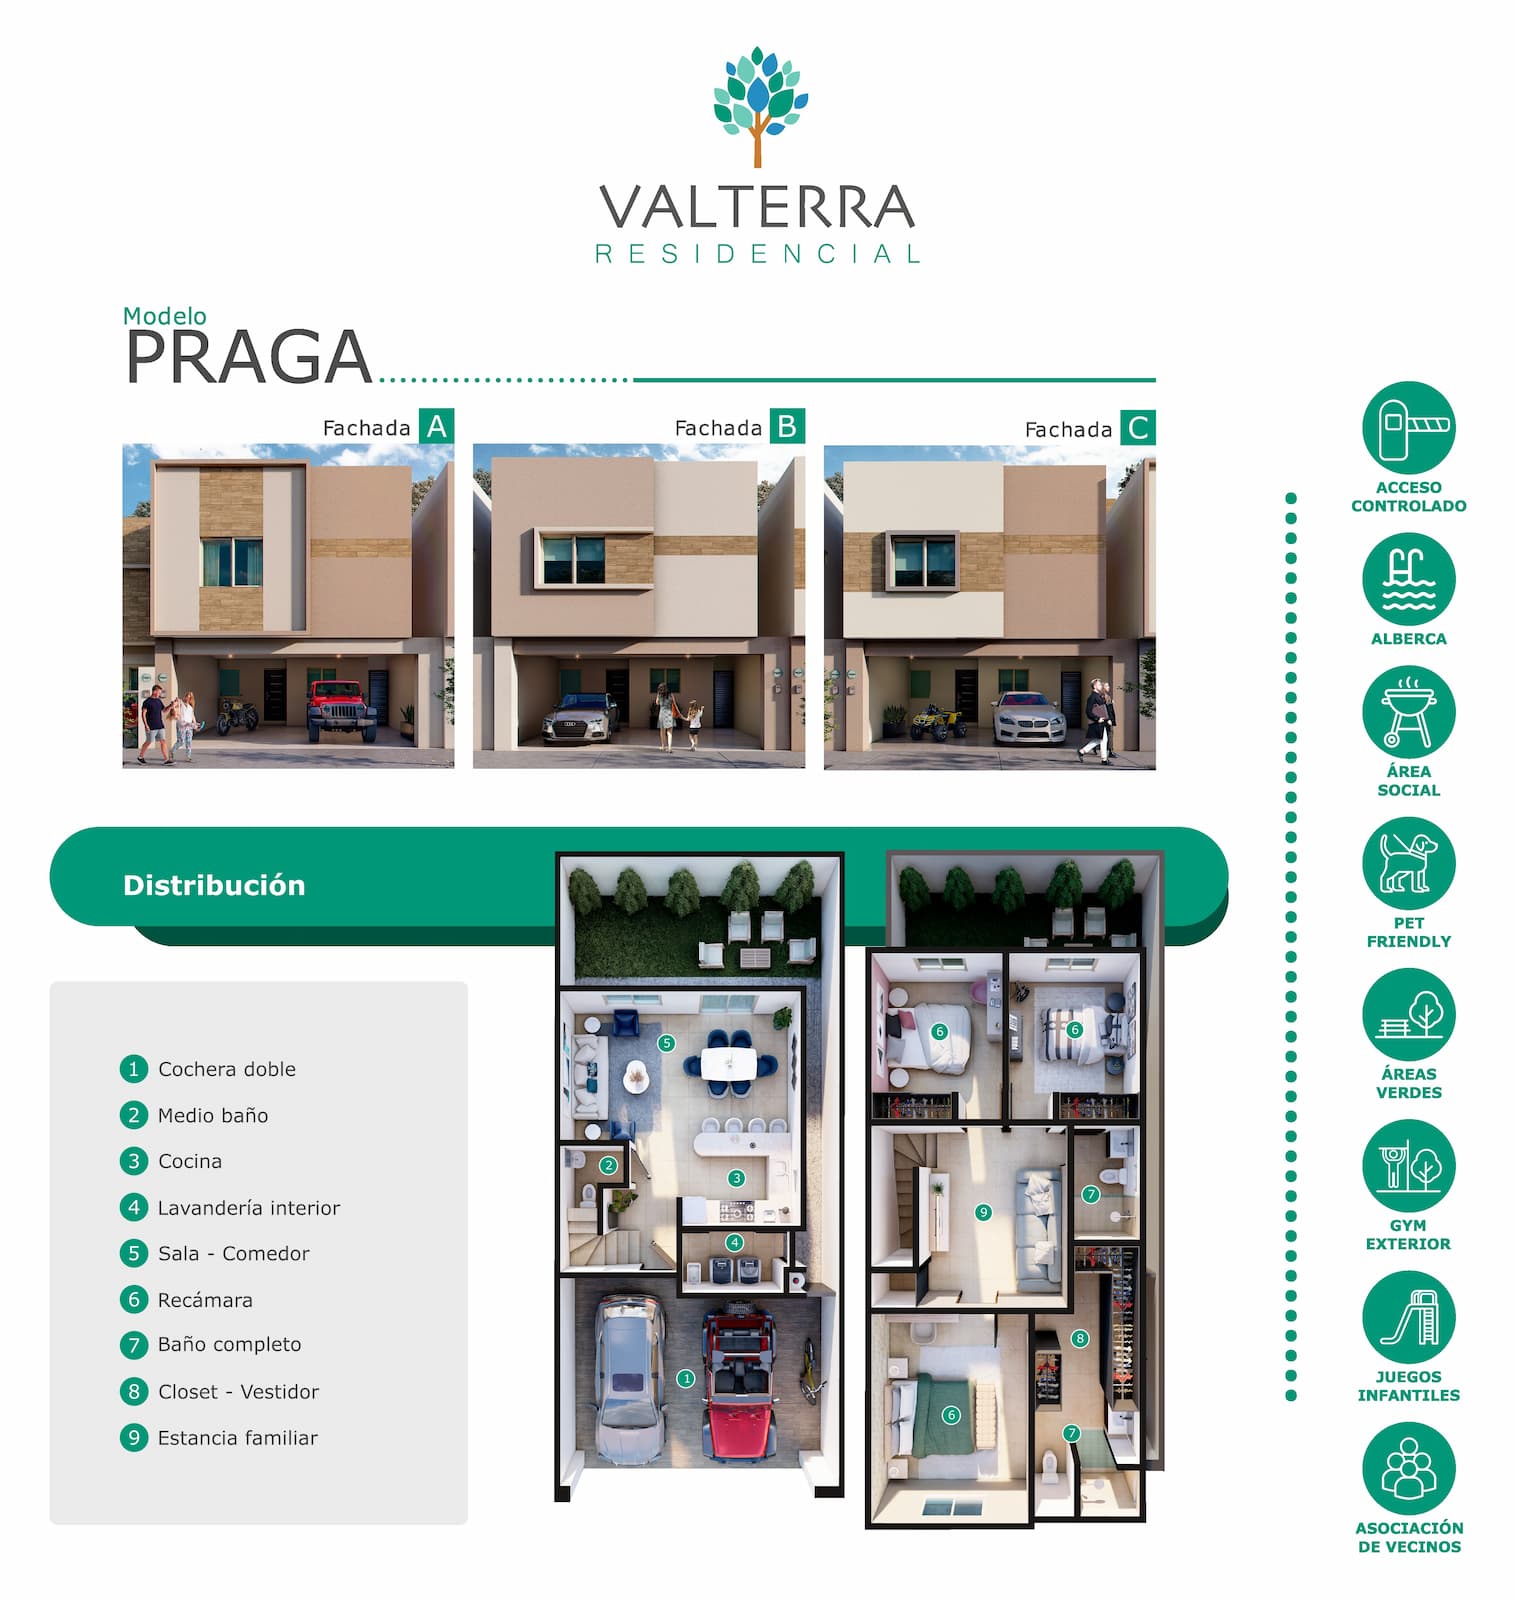 VALTERRA
RESIDENCIAL
Modelo
PRAGA
Fachada A
Fachada B
Fachada C
ACCESO
CONTROLADO
ALBERCA
ÁREA
SOCIAL
PET
FRIENDLY
ÁREAS
VERDES
GYM
EXTERIOR
JUEGOS
INFANTILES
ASOCIACIÓN
DE VECINOS
Distribución
1 Cochera doble
2 Medio baño
3 Cocina
4 Lavandería interior
5 Sala - Comedor
6 Recámara
7 Baño completo
8 Closet - Vestidor
9 Estancia familiar
5
2
3
4
1
6
6
7
9
8
6
7